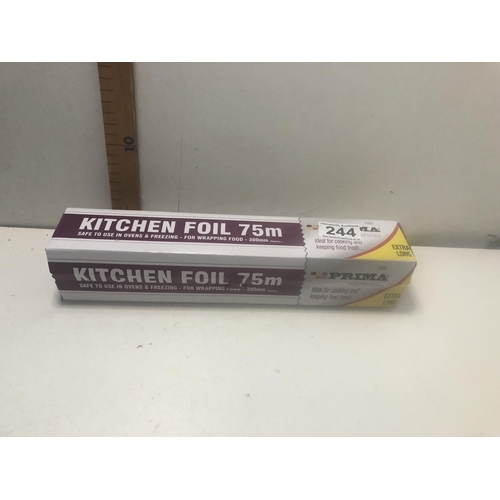 10
KITCHEN FOIL 75m
SAFE TO USE IN OVENS & FREEZING - FOR WRAPPING FOOD - 300mm
244
MA
Ideal for cooking and
keeping food fresh
EXTRA
LONG
KITCHEN FOIL 75m
SAFE TO USE IN OVENS & FREEZING - FOR WRAPPING FOOD - 300mm
PRIMA
Ideal for cooking and
keeping food fresh
EXTRA
LONG